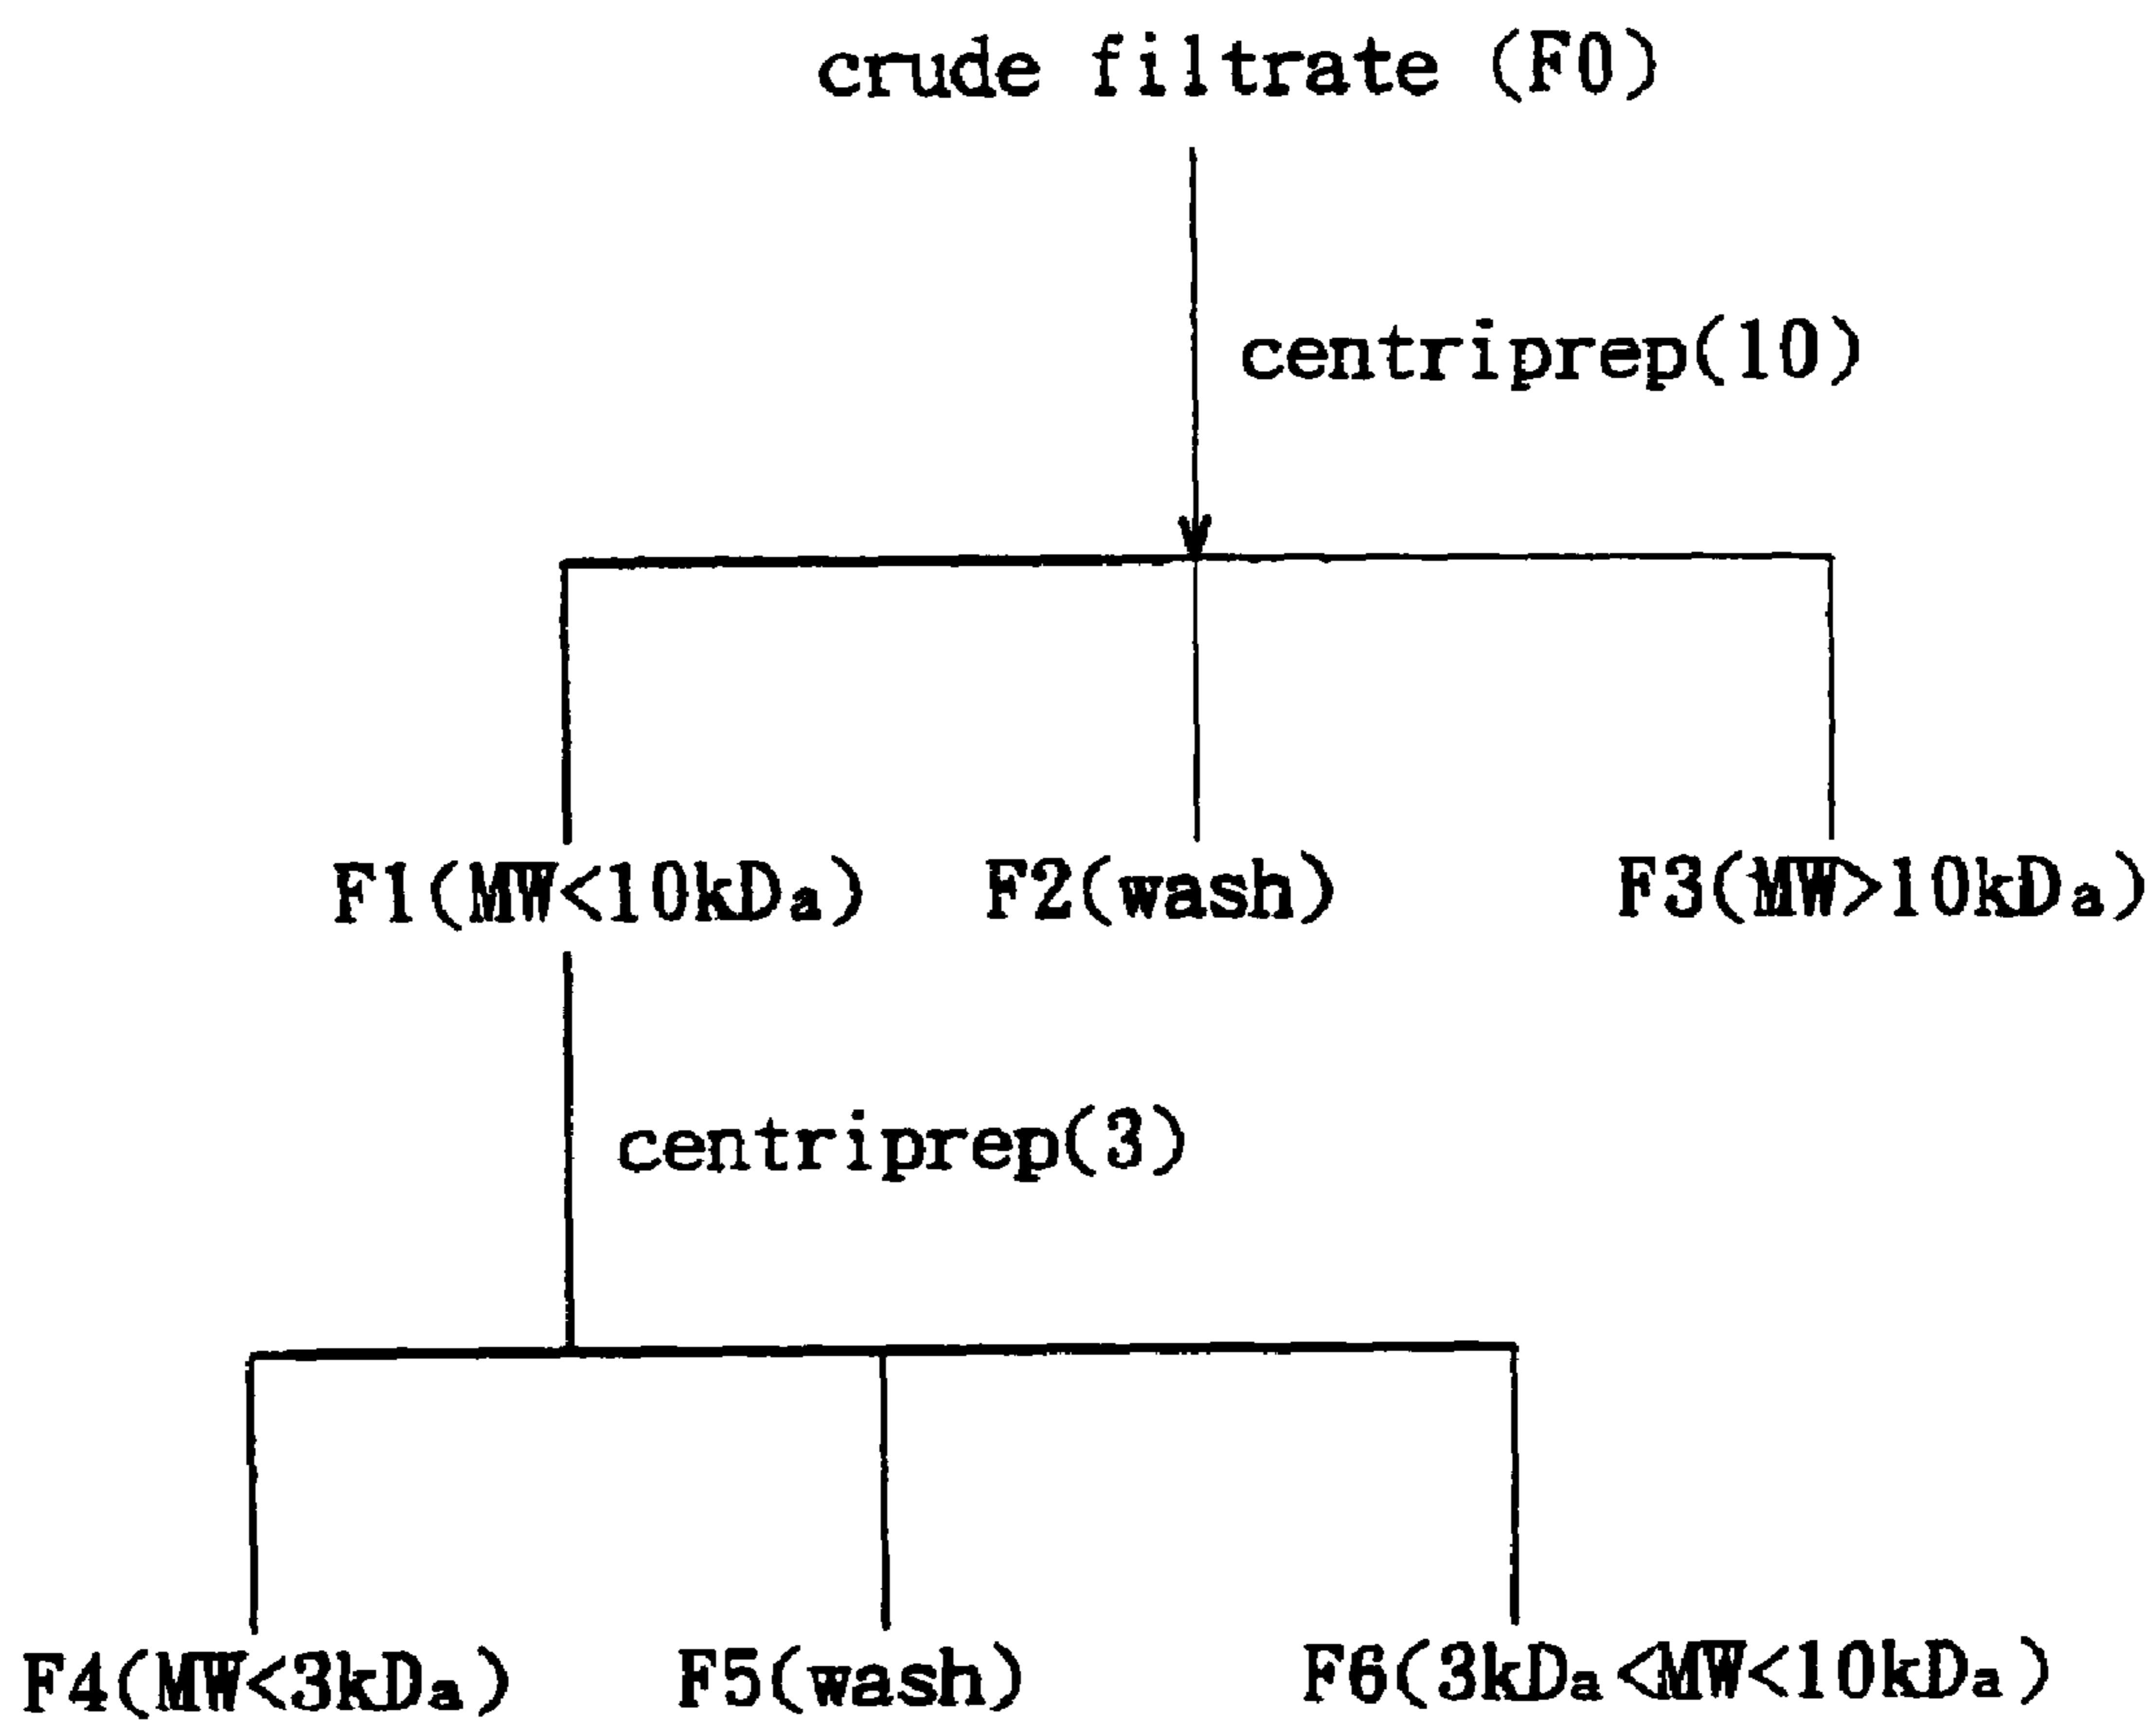 crude filtrate (F0)
centriprep(10)
F1(MW<10kDa) F2(wash) F3(MW>10kDa)
centriprep(3)
F4(MW<3kDa) F5(wash) F6(3kDa<MW<10kDa)